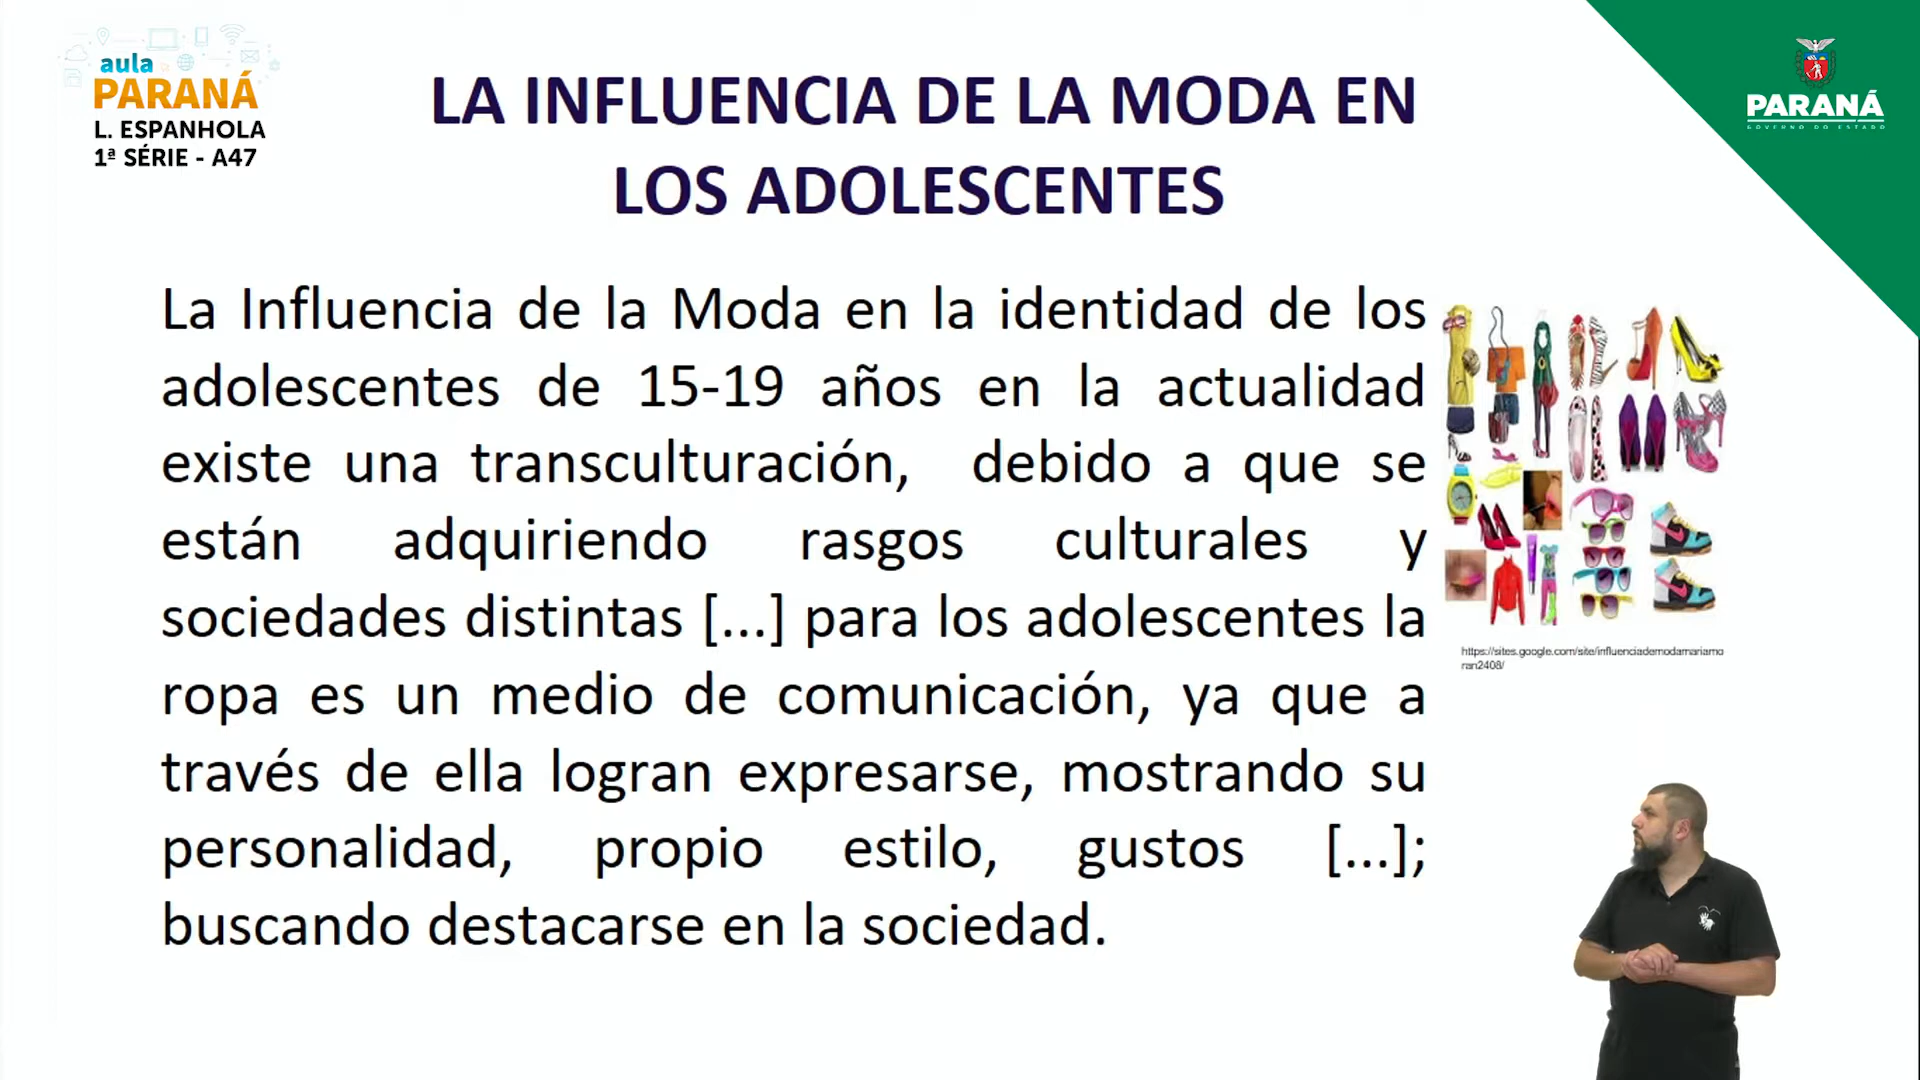 aula
PARANÁ
L. ESPANHOLA
1ª SÉRIE - A47
LA INFLUENCIA DE LA MODA EN
LOS ADOLESCENTES
PARANÁ
GOVERNO DO ESTADO
La Influencia de la Moda en la identidad de los
adolescentes de 15-19 años en la actualidad
existe una transculturación, debido a que se
están adquiriendo rasgos culturales y
sociedades distintas [...] para los adolescentes la
ropa es un medio de comunicación, ya que a
través de ella logran expresarse, mostrando su
personalidad, propio estilo, gustos [...];
buscando destacarse en la sociedad.
https://sites.google.com/site/influenciademodamariamo
ran2408/